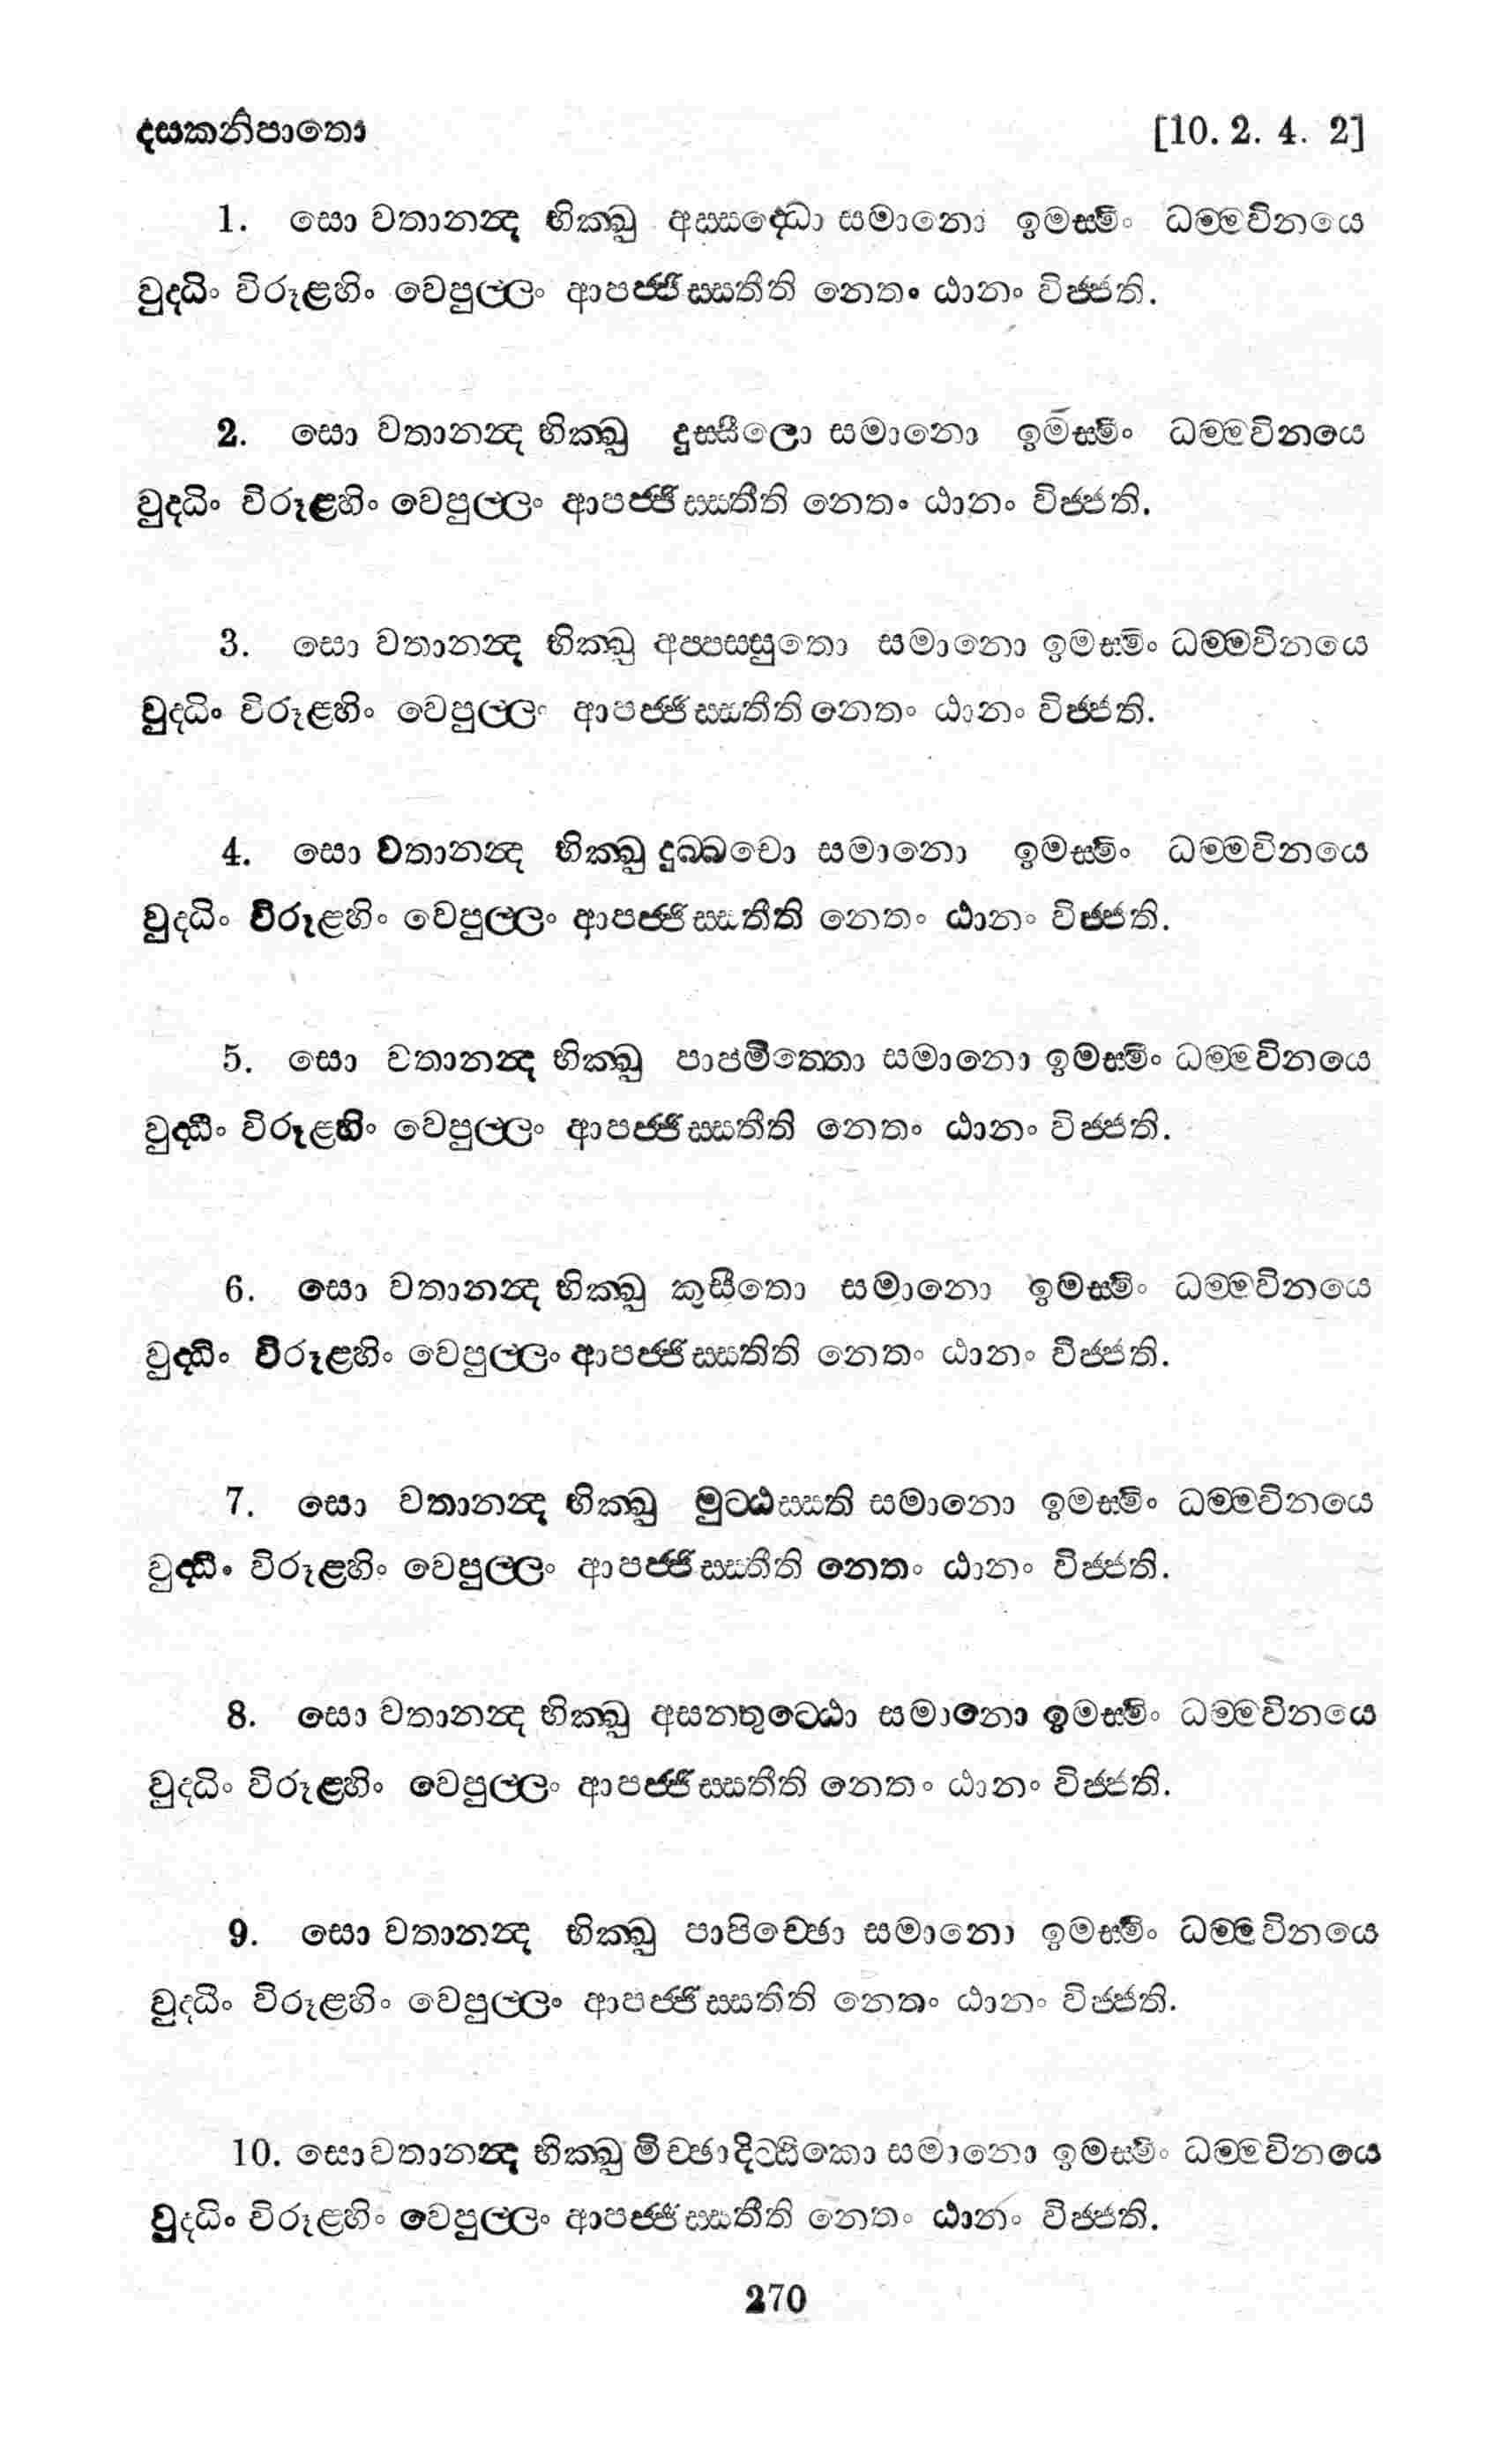 දසකනිපාතො [10. 2. 4. 2]
1. සො වතානන්‍ද භික්ඛු අස්සද්ධො සමානො ඉමස්මිං ධම්මවිනයෙ
වුද්ධිං විරූළ්හිං වෙපුල්ලං ආපජ්ජිස්සතීති නෙතං ඨානං විජ්ජති.
2. සො වතානන්‍ද භික්ඛු දුස්සීලො සමානො ඉමස්මිං ධම්මවිනයෙ
වුද්ධිං විරූළ්හිං වෙපුල්ලං ආපජ්ජිස්සතීති නෙතං ඨානං විජ්ජති.
3. සො වතානන්‍ද භික්ඛු අප්පස්සුතො සමානො ඉමස්මිං ධම්මවිනයෙ
වුද්ධිං විරූළ්හිං වෙපුල්ලං ආපජ්ජිස්සතීති නෙතං ඨානං විජ්ජති.
4. සො වතානන්‍ද භික්ඛු දුබ්බචො සමානො ඉමස්මිං ධම්මවිනයෙ
වුද්ධිං විරූළ්හිං වෙපුල්ලං ආපජ්ජිස්සතීති නෙතං ඨානං විජ්ජති.
5. සො වතානන්‍ද භික්ඛු පාපමිත්තො සමානො ඉමස්මිං ධම්මවිනයෙ
වුද්ධිං විරූළ්හිං වෙපුල්ලං ආපජ්ජිස්සතීති නෙතං ඨානං විජ්ජති.
6. සො වතානන්‍ද භික්ඛු කුසීතො සමානො ඉමස්මිං ධම්මවිනයෙ
වුද්ධිං විරූළ්හිං වෙපුල්ලං ආපජ්ජිස්සතිති නෙතං ඨානං විජ්ජති.
7. සො වතානන්‍ද භික්ඛු මුට්ඨස්සති සමානො ඉමස්මිං ධම්මවිනයෙ
වුද්ධිං විරූළ්හිං වෙපුල්ලං ආපජ්ජිස්සතීති නෙතං ඨානං විජ්ජති.
8. සො වතානන්‍ද භික්ඛු අසන්තුට්ඨො සමානො ඉමස්මිං ධම්මවිනයෙ
වුද්ධිං විරූළ්හිං වෙපුල්ලං ආපජ්ජිස්සතීති නෙතං ඨානං විජ්ජති.
9. සො වතානන්‍ද භික්ඛු පාපිච්ඡො සමානො ඉමස්මිං ධම්මවිනයෙ
වුද්ධිං විරූළ්හිං වෙපුල්ලං ආපජ්ජිස්සතිති නෙතං ඨානං විජ්ජති.
10. සො වතානන්‍ද භික්ඛු මිච්ඡාදිට්ඨිකො සමානො ඉමස්මිං ධම්මවිනයෙ
වුද්ධිං විරූළ්හිං වෙපුල්ලං ආපජ්ජිස්සතීති නෙතං ඨානං විජ්ජති.
270